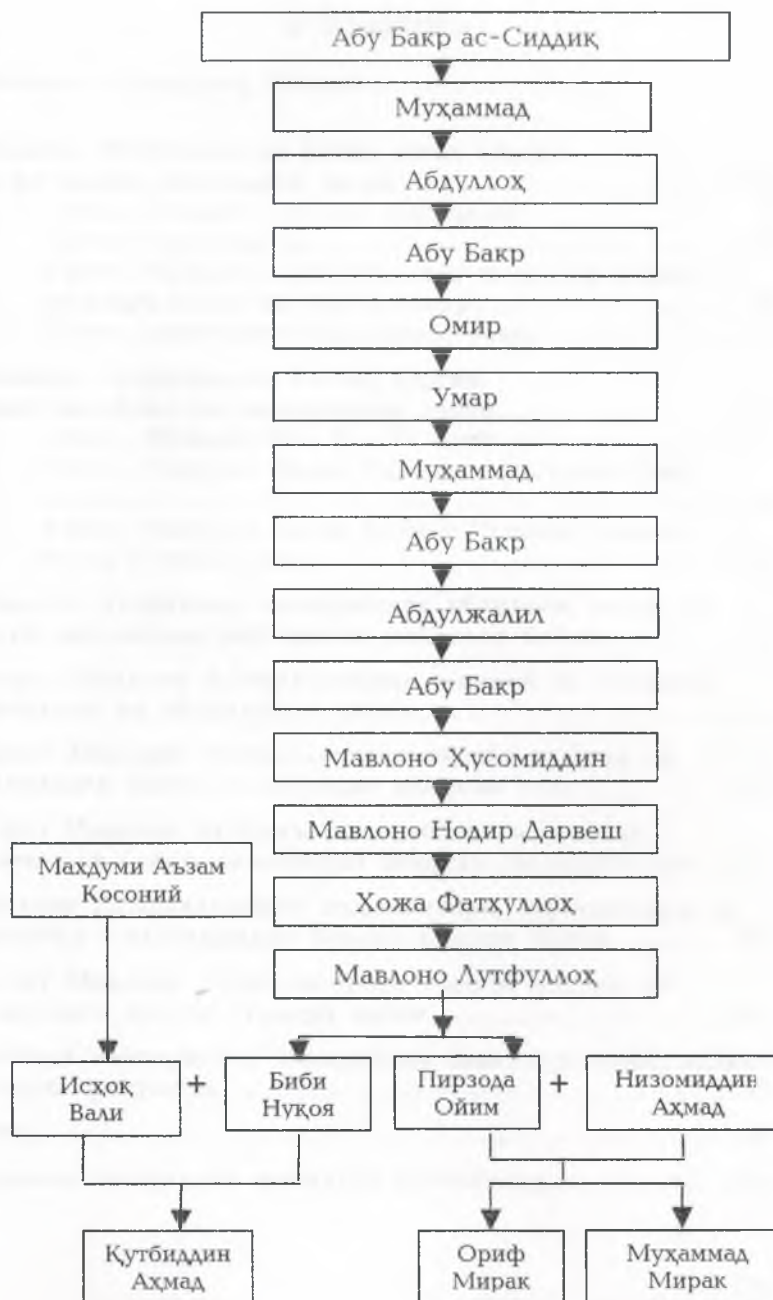 Абу Бакр ас-Сиддиқ
Муҳаммад
Абдуллоҳ
Абу Бакр
Омир
Умар
Муҳаммад
Абу Бакр
Абдулжалил
Абу Бакр
Мавлоно Ҳусомиддин
Мавлоно Нодир Дарвеш
Махдуми Аъзам
Косоний
Хожа Фатҳуллоҳ
Мавлоно Лутфуллоҳ
Исҳоқ
Вали
+
Биби
Нуқоя
Пирзода
Ойим
+
Низомиддин
Аҳмад
Қутбиддин
Аҳмад
Ориф
Мирак
Муҳаммад
Мирак